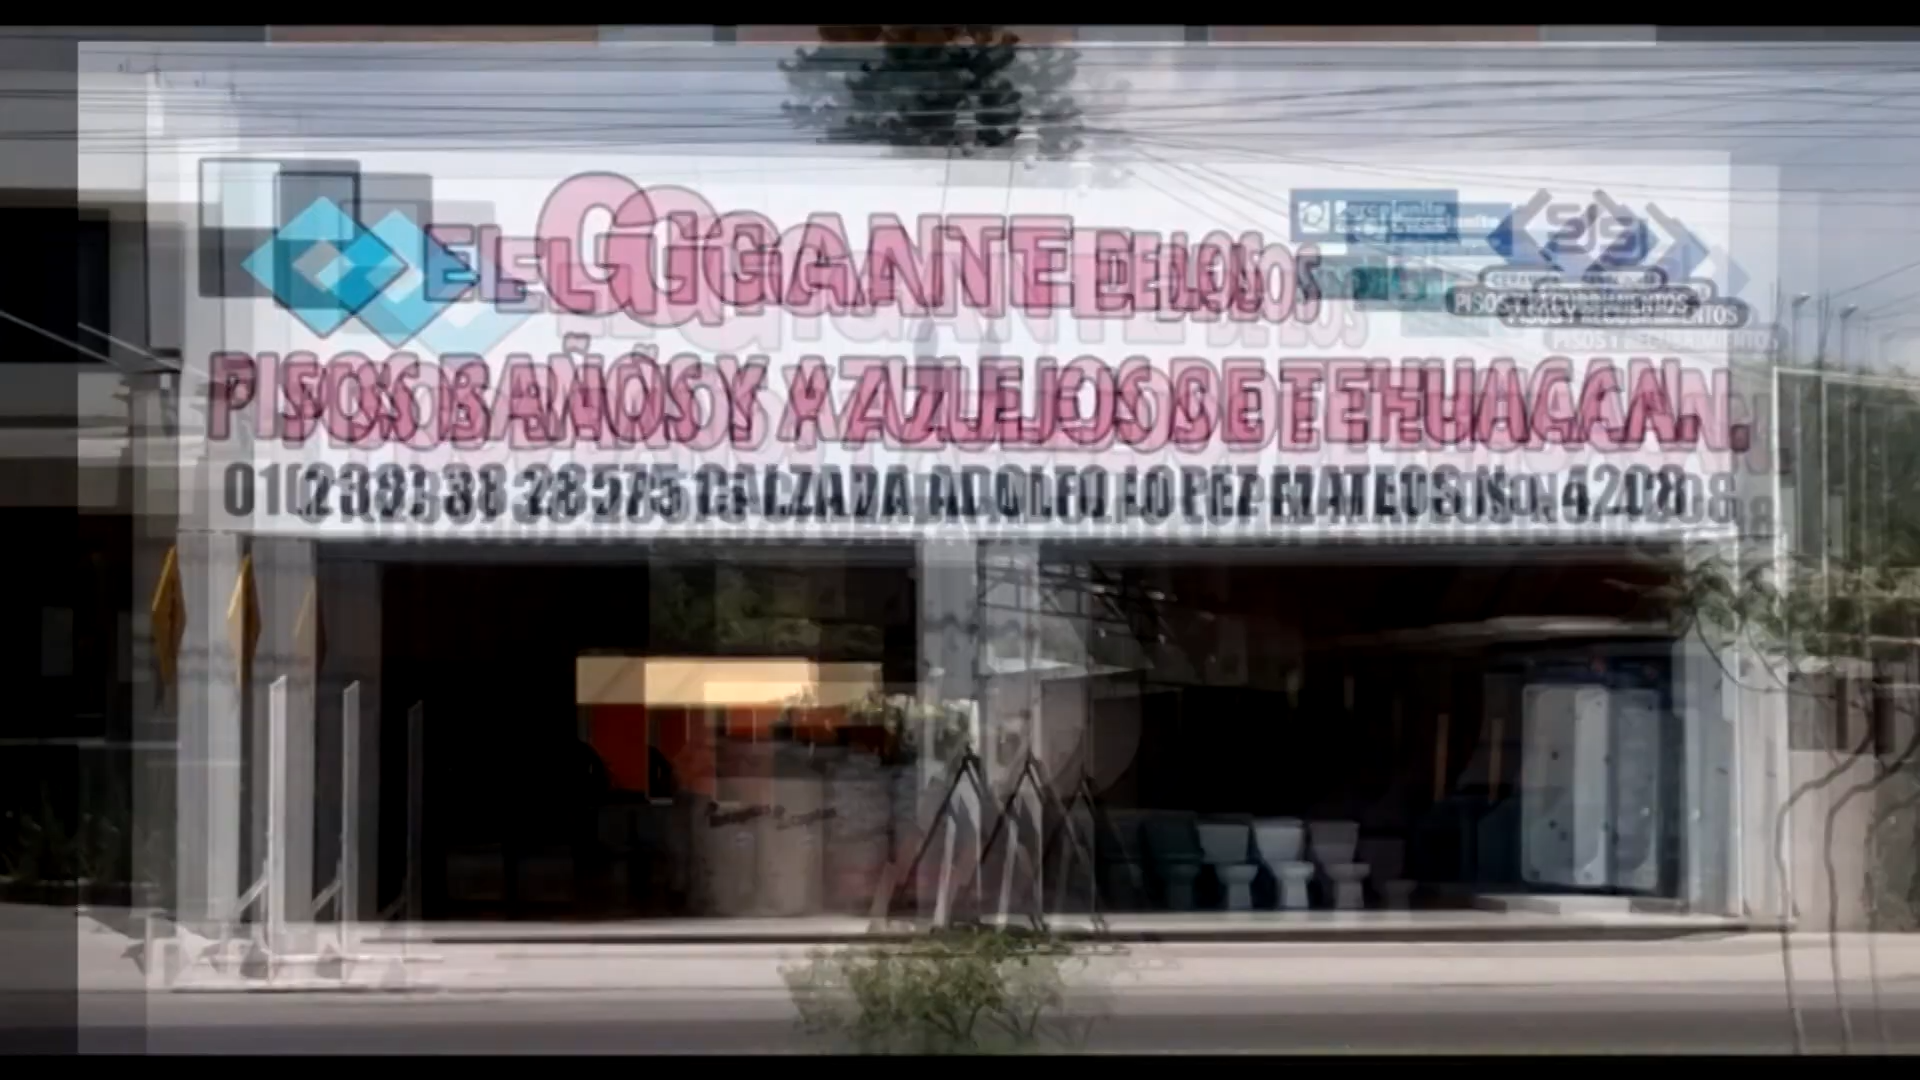 EL GIGANTE DE LOS
PISOS BAÑOS Y AZULEJOS DE TEHUACAN.
01(238) 38 28575 CALZADA ADOLFO LOPEZ MATEOS No. 4208
Porcelanite
PISOS Y RECUBRIMIENTOS